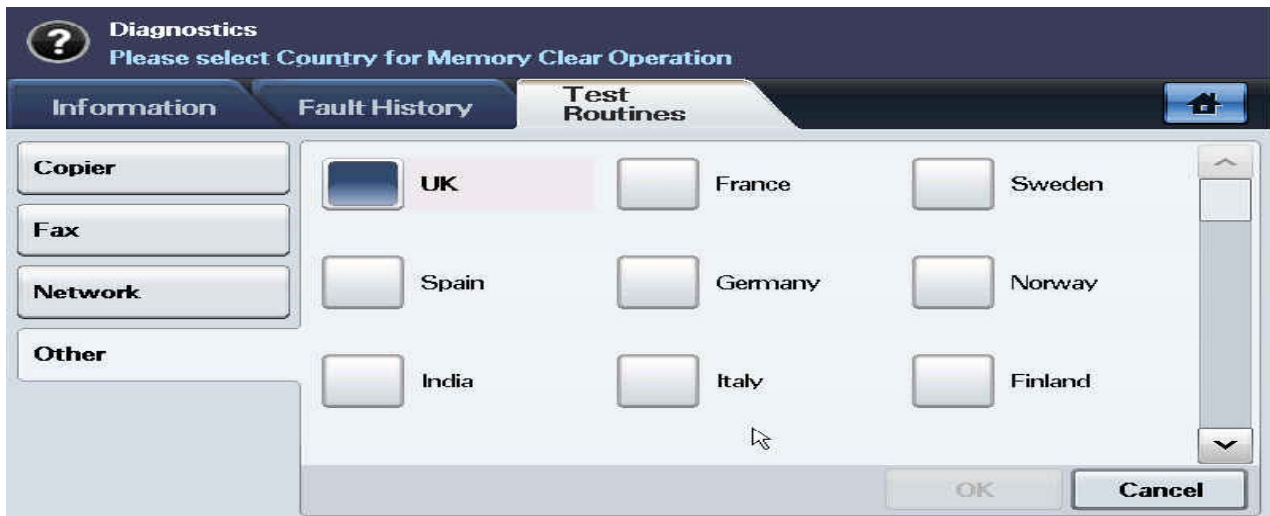 ?
Diagnostics
Please select Country for Memory Clear Operation
Information
Fault History
Test
Routines
Copier
Fax
Network
Other
UK
France
Sweden
Spain
Germany
Norway
India
Italy
Finland
OK
Cancel